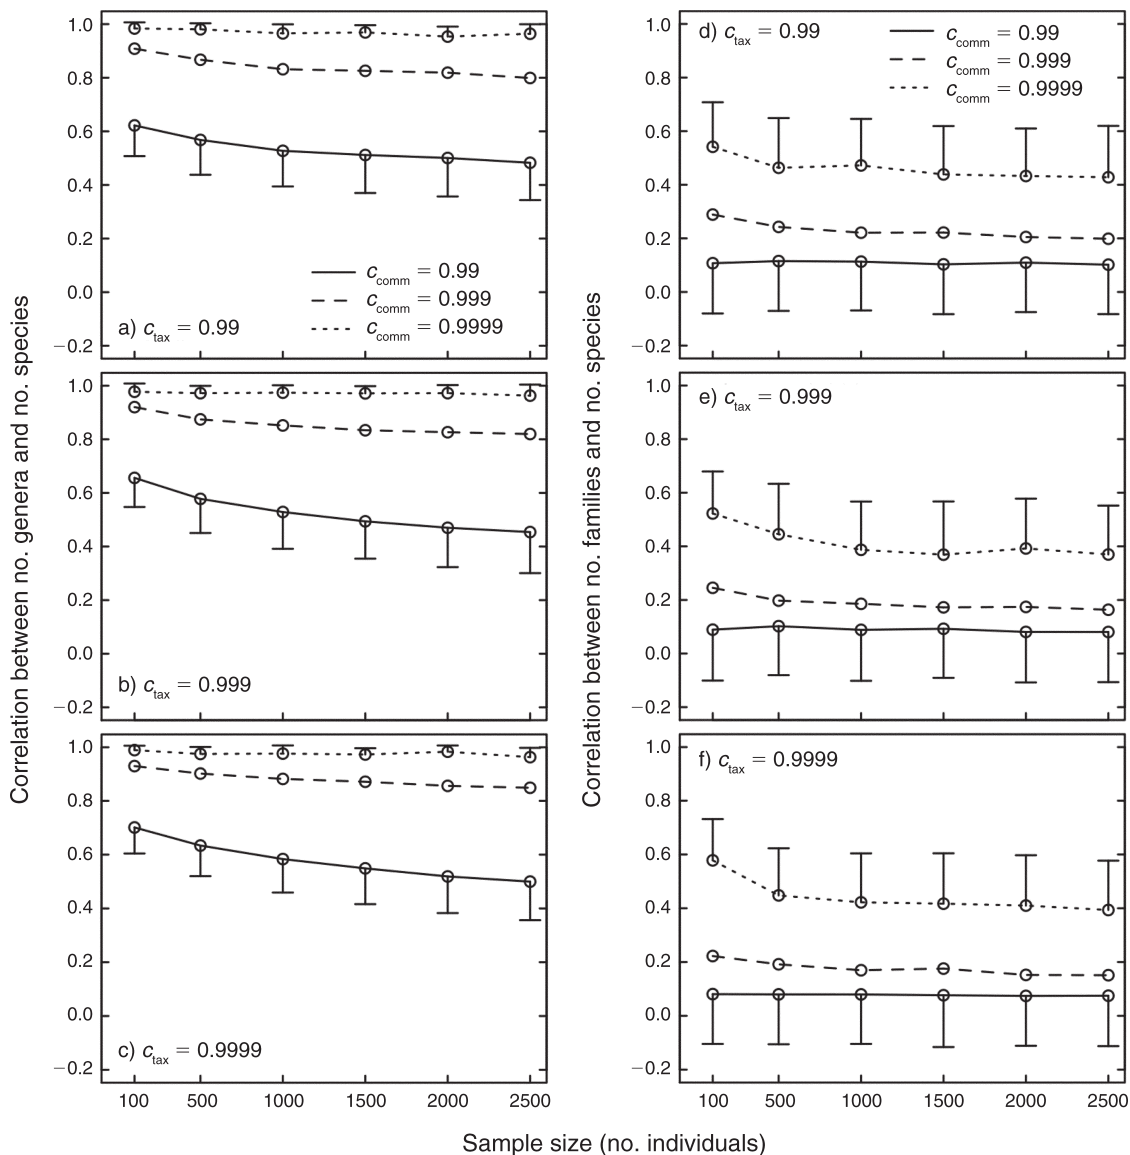 Correlation between no. genera and no. species
1.0
0.8
0.6
0.4
0.2
0.0
−0.2
c_comm = 0.99
c_comm = 0.999
c_comm = 0.9999
a) c_tax = 0.99
1.0
0.8
0.6
0.4
0.2
0.0
−0.2
b) c_tax = 0.999
1.0
0.8
0.6
0.4
0.2
0.0
−0.2
c) c_tax = 0.9999
100 500 1000 1500 2000 2500
Correlation between no. families and no. species
1.0
0.8
0.6
0.4
0.2
0.0
−0.2
d) c_tax = 0.99
c_comm = 0.99
c_comm = 0.999
c_comm = 0.9999
1.0
0.8
0.6
0.4
0.2
0.0
−0.2
e) c_tax = 0.999
1.0
0.8
0.6
0.4
0.2
0.0
−0.2
f) c_tax = 0.9999
100 500 1000 1500 2000 2500
Sample size (no. individuals)